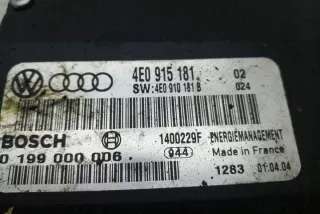 4E0 915 181 02
SW:4E0 910 181 B 024
BOSCH 1400229F ENERGIEMANAGEMENT
0 199 000 006 944 Made in France
1283 01.04.04